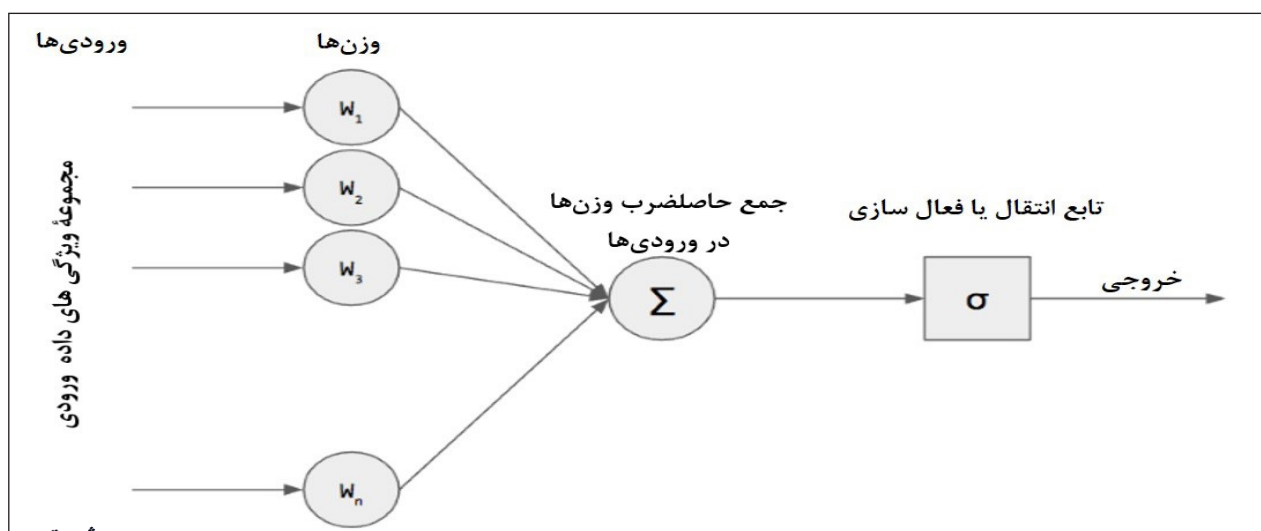 ورودی‌ها
وزن‌ها
مجموعهٔ ویژگی های داده ورودی
W1
W2
W3
Wn
جمع حاصلضرب وزن‌ها
در ورودی‌ها
Σ
تابع انتقال یا فعال سازی
σ
خروجی